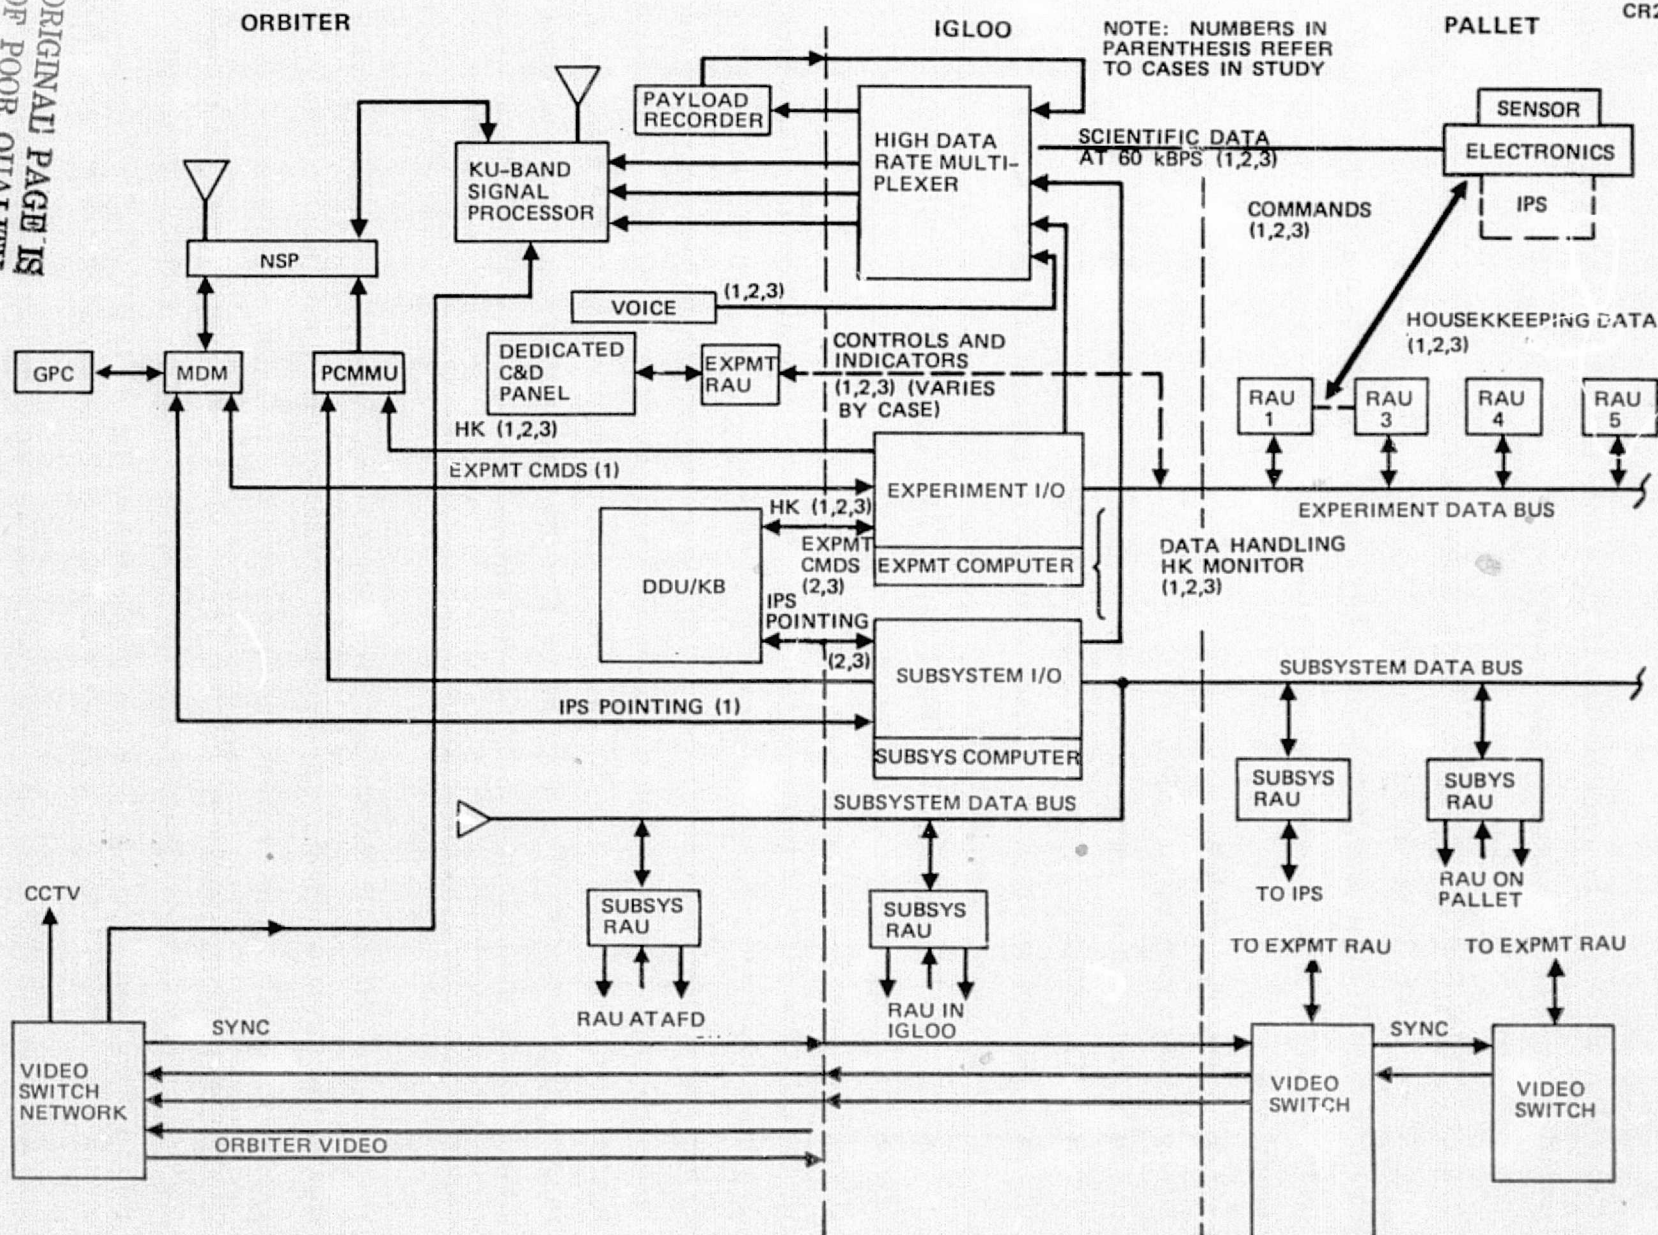 ORIGINAL PAGE IS
OF POOR
ORBITER
IGLOO
PALLET
NOTE: NUMBERS IN
PARENTHESIS REFER
TO CASES IN STUDY
PAYLOAD
RECORDER
KU-BAND
SIGNAL
PROCESSOR
HIGH DATA
RATE MULTI-
PLEXER
SCIENTIFIC DATA
AT 60 kBPS (1,2,3)
SENSOR
ELECTRONICS
IPS
COMMANDS
(1,2,3)
NSP
VOICE
(1,2,3)
HOUSEKKEEPING DATA
(1,2,3)
GPC
MDM
PCMMU
DEDICATED
C&D
PANEL
EXPMT
RAU
CONTROLS AND
INDICATORS
(1,2,3) (VARIES
BY CASE)
RAU
1
RAU
3
RAU
4
RAU
5
HK (1,2,3)
EXPMT CMDS (1)
EXPERIMENT I/O
EXPMT COMPUTER
EXPERIMENT DATA BUS
HK (1,2,3)
EXPMT
CMDS
(2,3)
DDU/KB
IPS
POINTING
(2,3)
DATA HANDLING
HK MONITOR
(1,2,3)
SUBSYSTEM I/O
SUBSYS COMPUTER
SUBSYSTEM DATA BUS
IPS POINTING (1)
SUBSYS
RAU
TO IPS
SUBYS
RAU
RAU ON
PALLET
SUBSYSTEM DATA BUS
CCTV
SUBSYS
RAU
RAU AT AFD
SUBSYS
RAU
RAU IN
IGLOO
TO EXPMT RAU
TO EXPMT RAU
SYNC
SYNC
VIDEO
SWITCH
NETWORK
VIDEO
SWITCH
VIDEO
SWITCH
ORBITER VIDEO